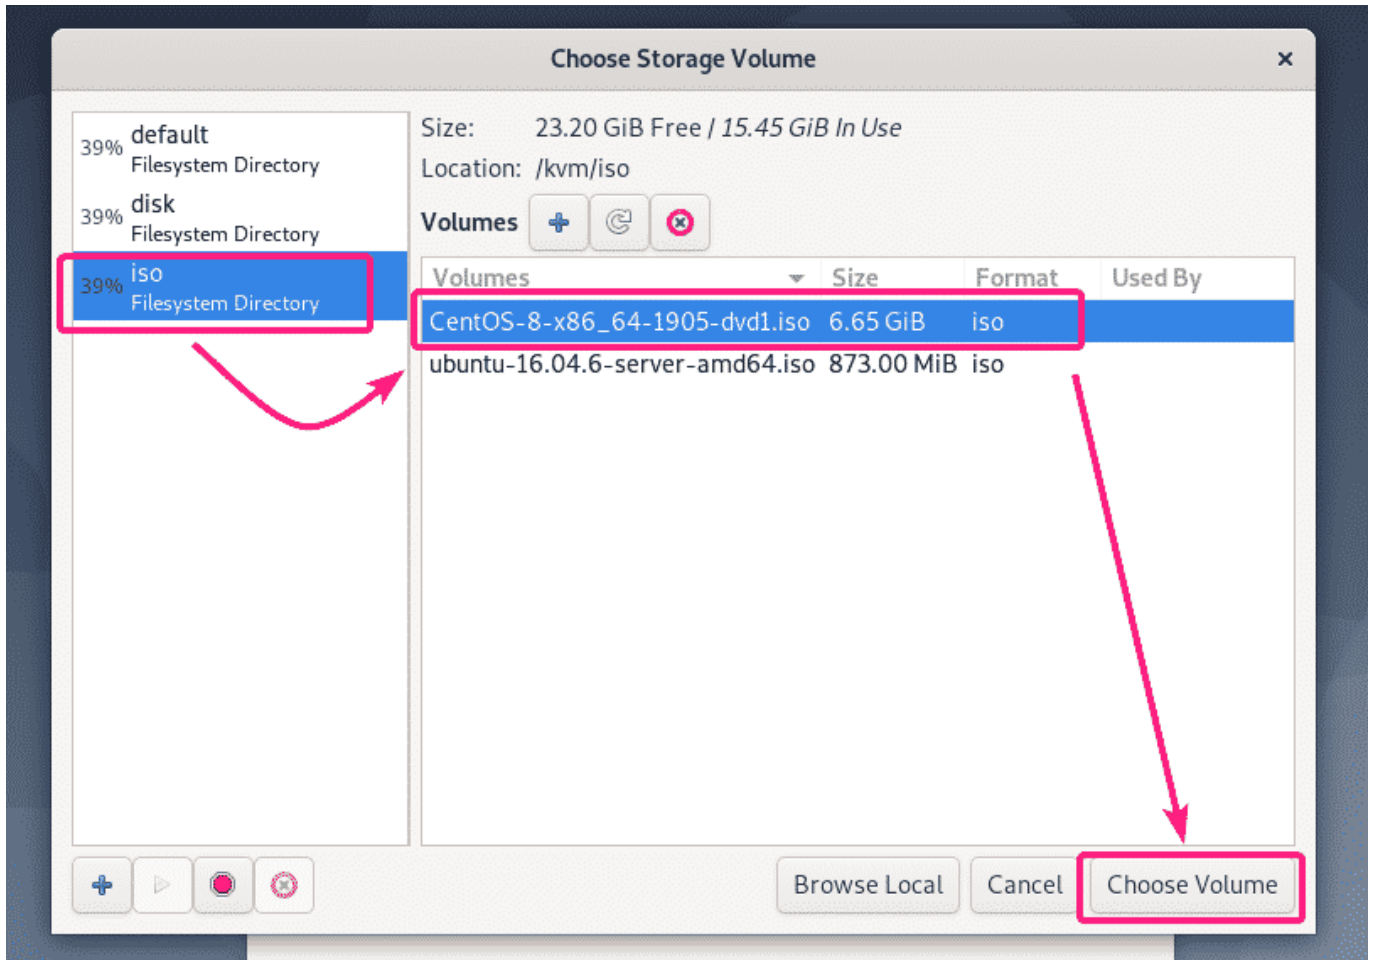 Choose Storage Volume
39% default
Filesystem Directory
39% disk
Filesystem Directory
39% iso
Filesystem Directory
Size: 23.20 GiB Free / 15.45 GiB In Use
Location: /kvm/iso
Volumes
Volumes Size Format Used By
CentOS-8-x86_64-1905-dvd1.iso 6.65 GiB iso
ubuntu-16.04.6-server-amd64.iso 873.00 MiB iso
Browse Local Cancel Choose Volume